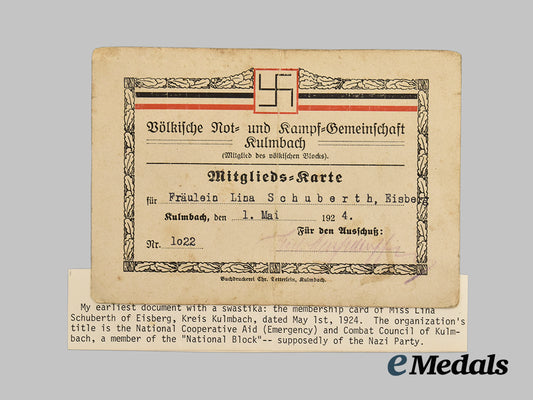 Völkische Not- und Kampf-Gemeinschaft
Kulmbach
(Mitglied des völkischen Blocks).
Mitglieds-Karte
für Fräulein Lina Schuberth, Eisberg
Kulmbach, den 1. Mai 1924.
Für den Ausschuß:
Nr. 1o22
Buchdruckerei Chr. Tetterlein, Kulmbach.
My earliest document with a swastika: the membership card of Miss Lina
Schuberth of Eisberg, Kreis Kulmbach, dated May 1st, 1924. The organization's
title is the National Cooperative Aid (Emergency) and Combat Council of Kulm-
bach, a member of the "National Block"-- supposedly of the Nazi Party.
eMedals